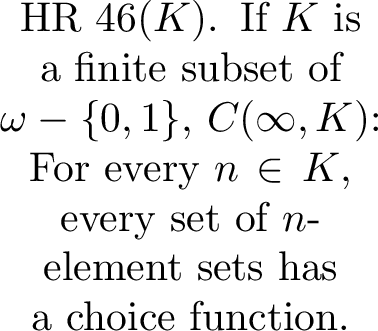 HR 46(K). If K is
a finite subset of
ω − {0, 1}, C(∞, K):
For every n ∈ K,
every set of n-
element sets has
a choice function.